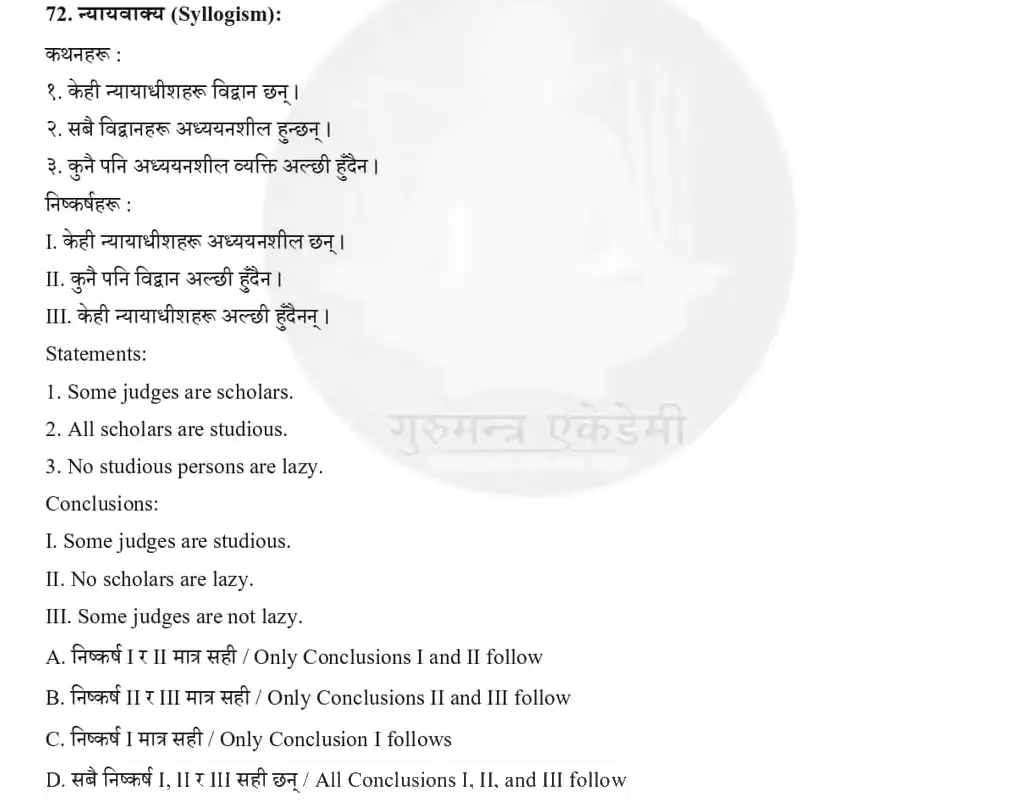 72. न्यायवाक्य (Syllogism):
कथनहरू :
१. केही न्यायाधीशहरू विद्वान छन्।
२. सबै विद्वानहरू अध्ययनशील हुन्छन्।
३. कुनै पनि अध्ययनशील व्यक्ति अल्छी हुँदैन।
निष्कर्षहरू :
I. केही न्यायाधीशहरू अध्ययनशील छन्।
II. कुनै पनि विद्वान अल्छी हुँदैन।
III. केही न्यायाधीशहरू अल्छी हुँदैनन्।
Statements:
1. Some judges are scholars.
2. All scholars are studious.
गुरुमन्त्र एकेडेमी
3. No studious persons are lazy.
Conclusions:
I. Some judges are studious.
II. No scholars are lazy.
III. Some judges are not lazy.
A. निष्कर्ष I र II मात्र सही / Only Conclusions I and II follow
B. निष्कर्ष II र III मात्र सही / Only Conclusions II and III follow
C. निष्कर्ष I मात्र सही / Only Conclusion I follows
D. सबै निष्कर्ष I, II र III सही छन् / All Conclusions I, II, and III follow